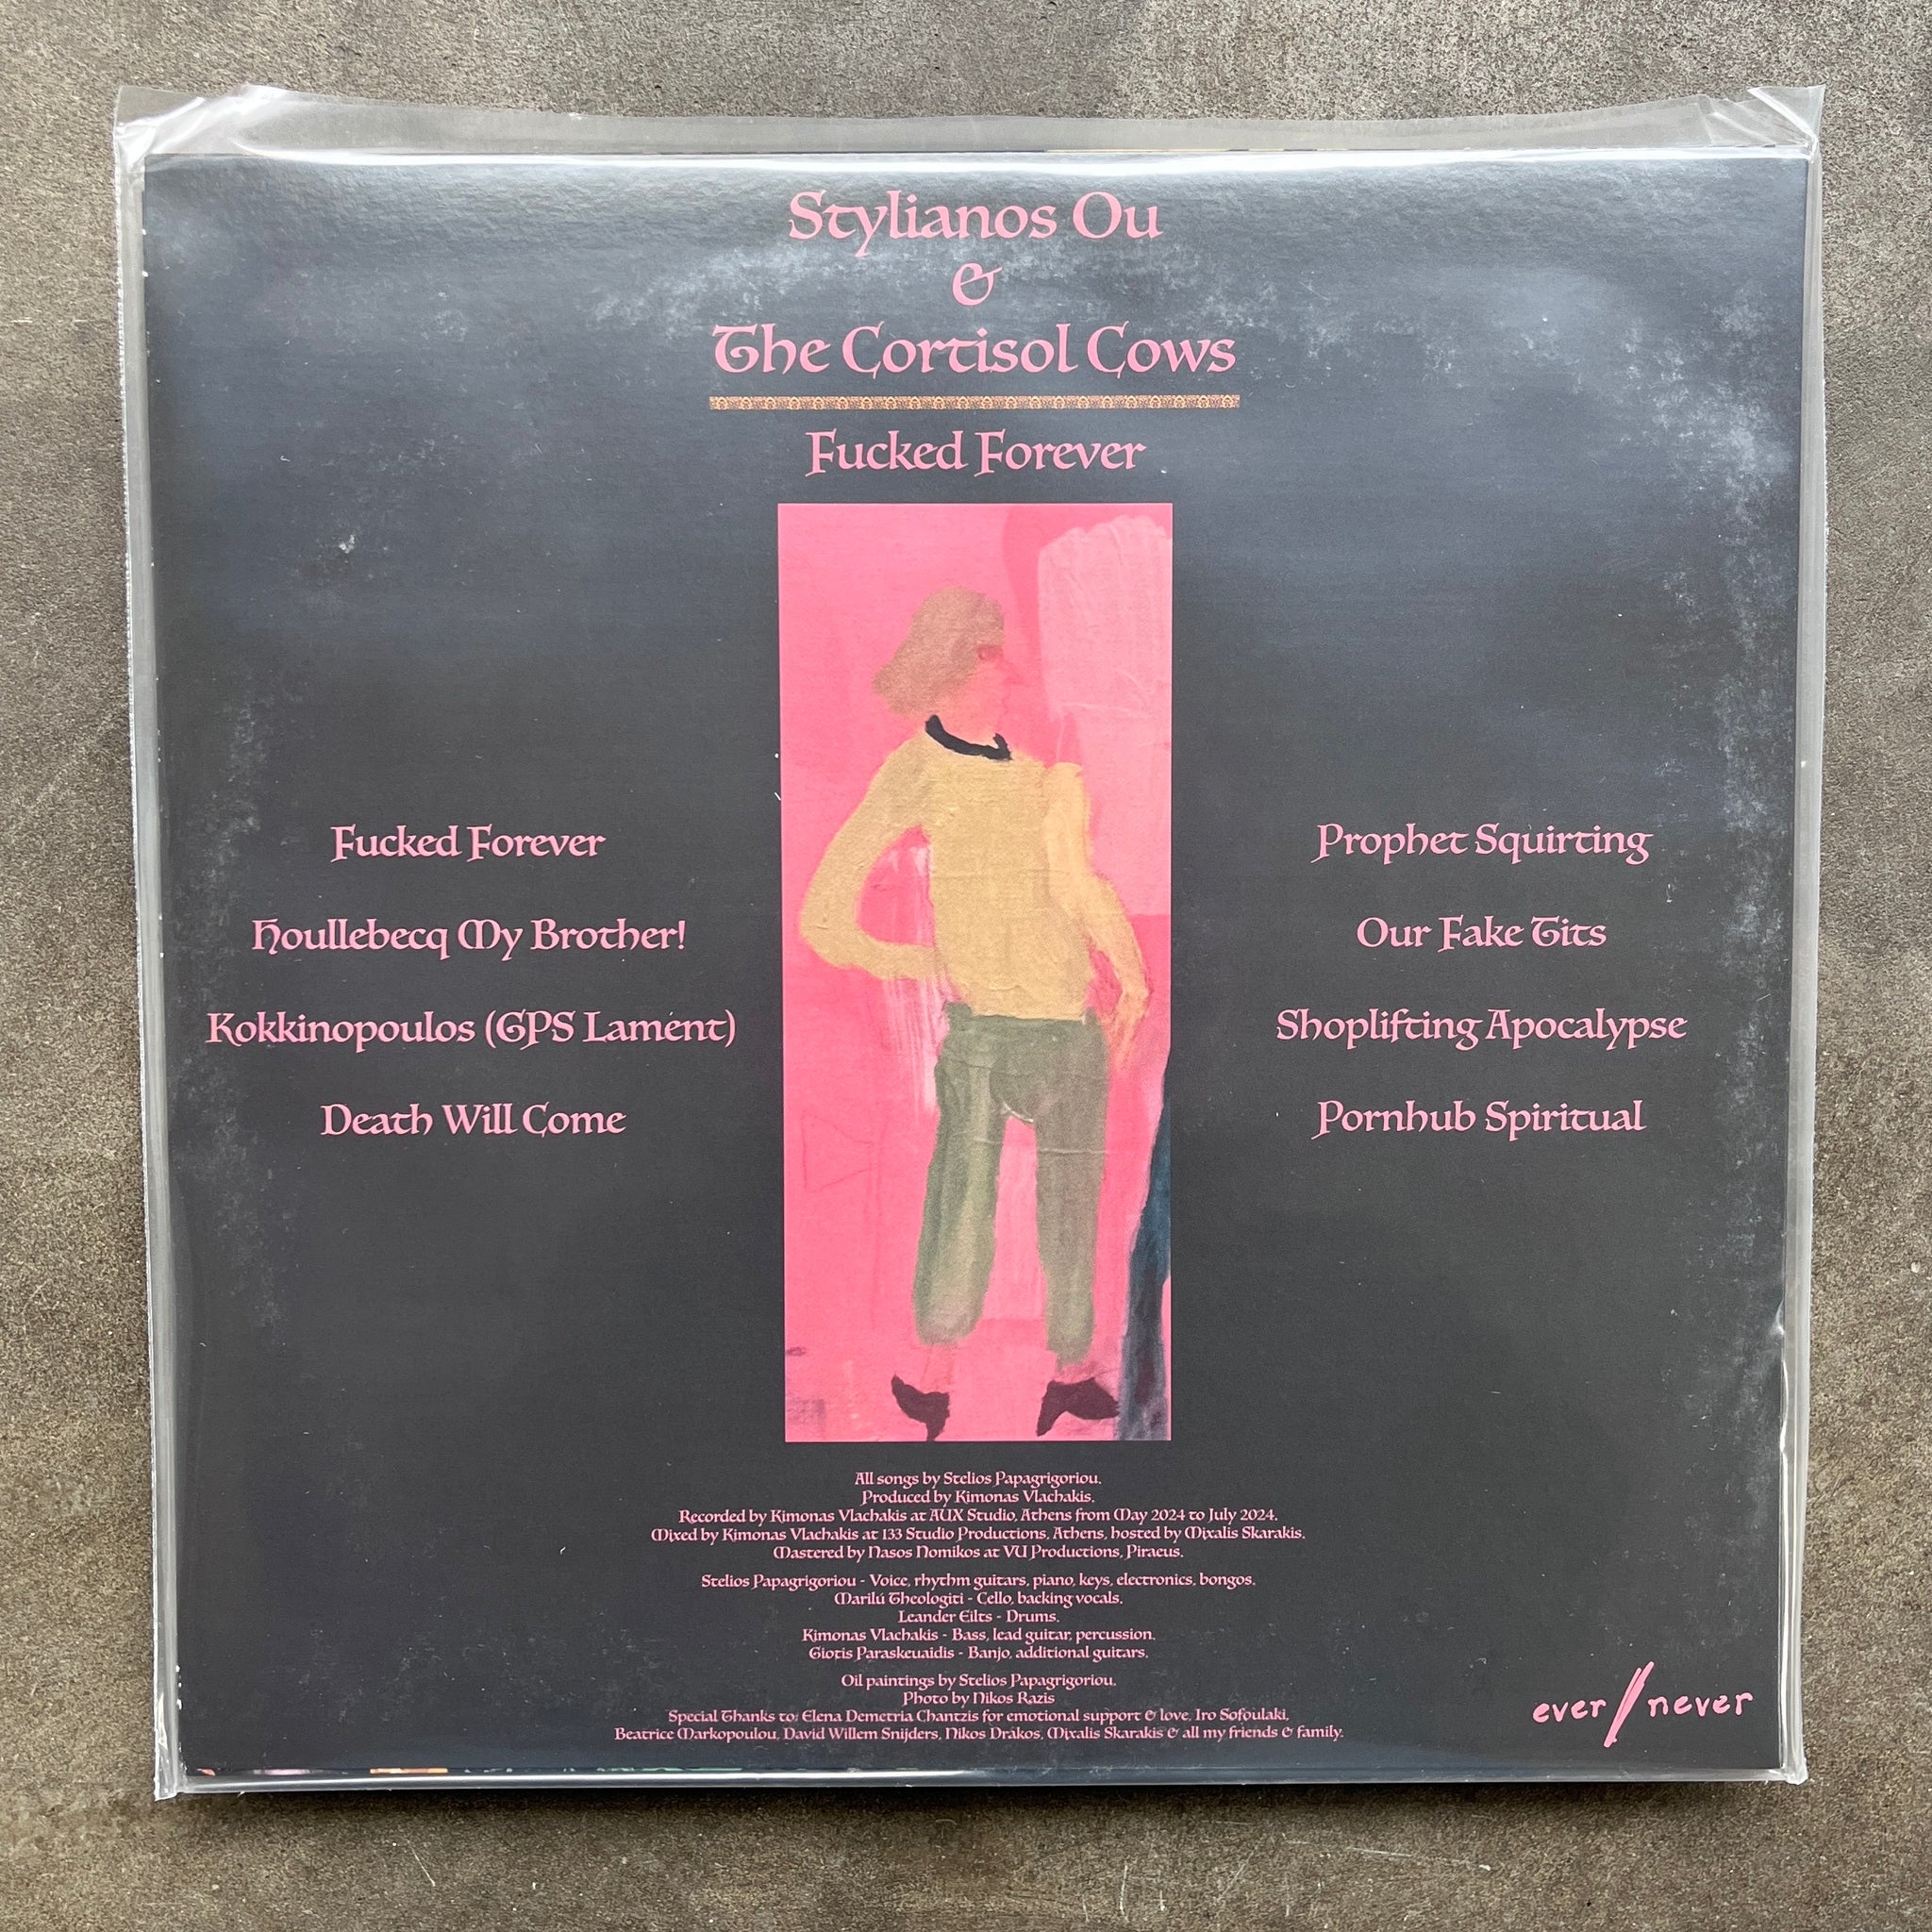 Stylianos Ou
&
The Cortisol Cows
Fucked Forever
Fucked Forever
Houllebecq My Brother!
Kokkinopoulos (GPS Lament)
Death Will Come
Prophet Squirting
Our Fake Tits
Shoplifting Apocalypse
Pornhub Spiritual
All songs by Stelios Papagrigoriou.
Produced by Kimonas Vlachakis.
Recorded by Kimonas Vlachakis at AUX Studio, Athens from May 2024 to July 2024.
Mixed by Kimonas Vlachakis at 133 Studio Productions, Athens, hosted by Mixalis Skarakis.
Mastered by Nasos Nomikos at VU Productions, Piraeus.
Stelios Papagrigoriou - Voice, rhythm guitars, piano, keys, electronics, bongos.
Marilú Theologiti - Cello, backing vocals.
Leander Eilts - Drums.
Kimonas Vlachakis - Bass, lead guitar, percussion.
Giotis Paraskeuaidis - Banjo, additional guitars.
Oil paintings by Stelios Papagrigoriou.
Photo by Nikos Razis
Special Thanks to: Elena Demetria Chantzis for emotional support & love, Iro Sofoulaki,
Beatrice Markopoulou, David Willem Snijders, Nikos Drákos, Mixalis Skarakis & all my friends & family.
ever//never